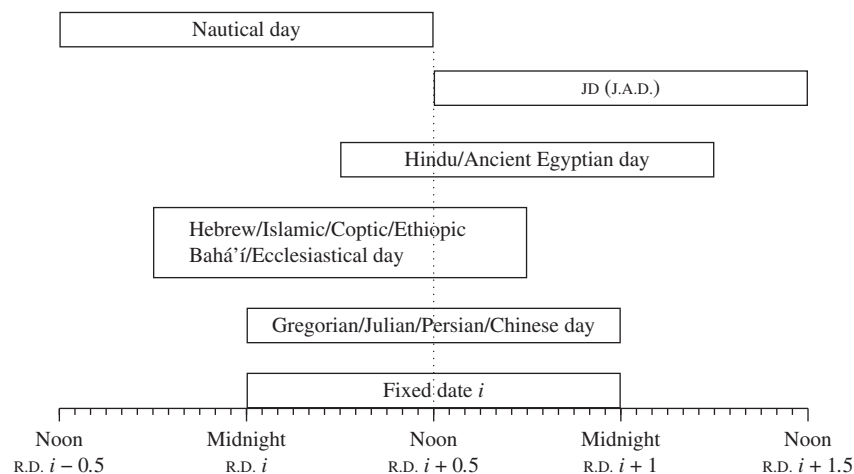 Nautical day
JD (J.A.D.)
Hindu/Ancient Egyptian day
Hebrew/Islamic/Coptic/Ethiopic
Bahá’í/Ecclesiastical day
Gregorian/Julian/Persian/Chinese day
Fixed date i
Noon Midnight Noon Midnight Noon
R.D. i − 0.5 R.D. i R.D. i + 0.5 R.D. i + 1 R.D. i + 1.5